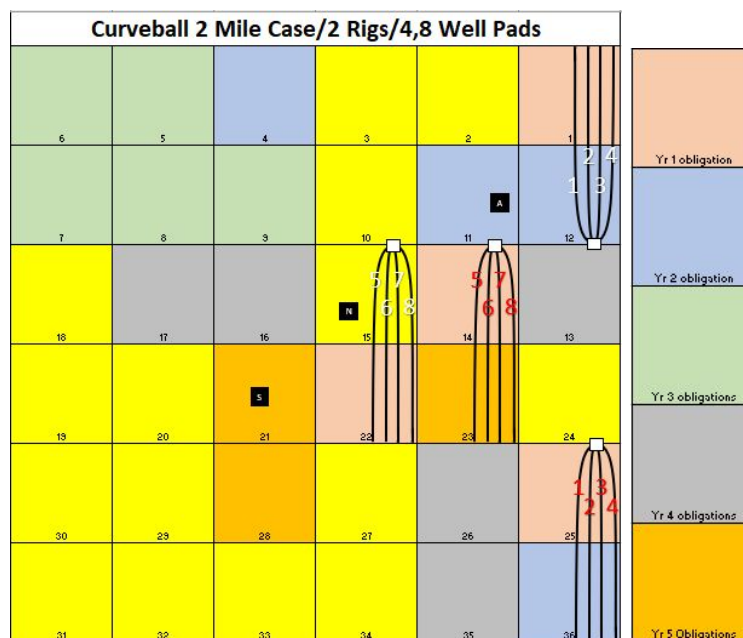 Curveball 2 Mile Case/2 Rigs/4,8 Well Pads
6 5 4 3 2 1
2 4
1 3
A
7 8 9 10 11 12
5 7 5 7
6 8 6 8
N
18 17 16 15 14 13
S
19 20 21 22 23 24
1 3
2 4
30 29 28 27 26 25
31 32 33 34 35 36
Yr 1 obligation
Yr 2 obligation
Yr 3 obligations
Yr 4 obligations
Yr 5 Obligations